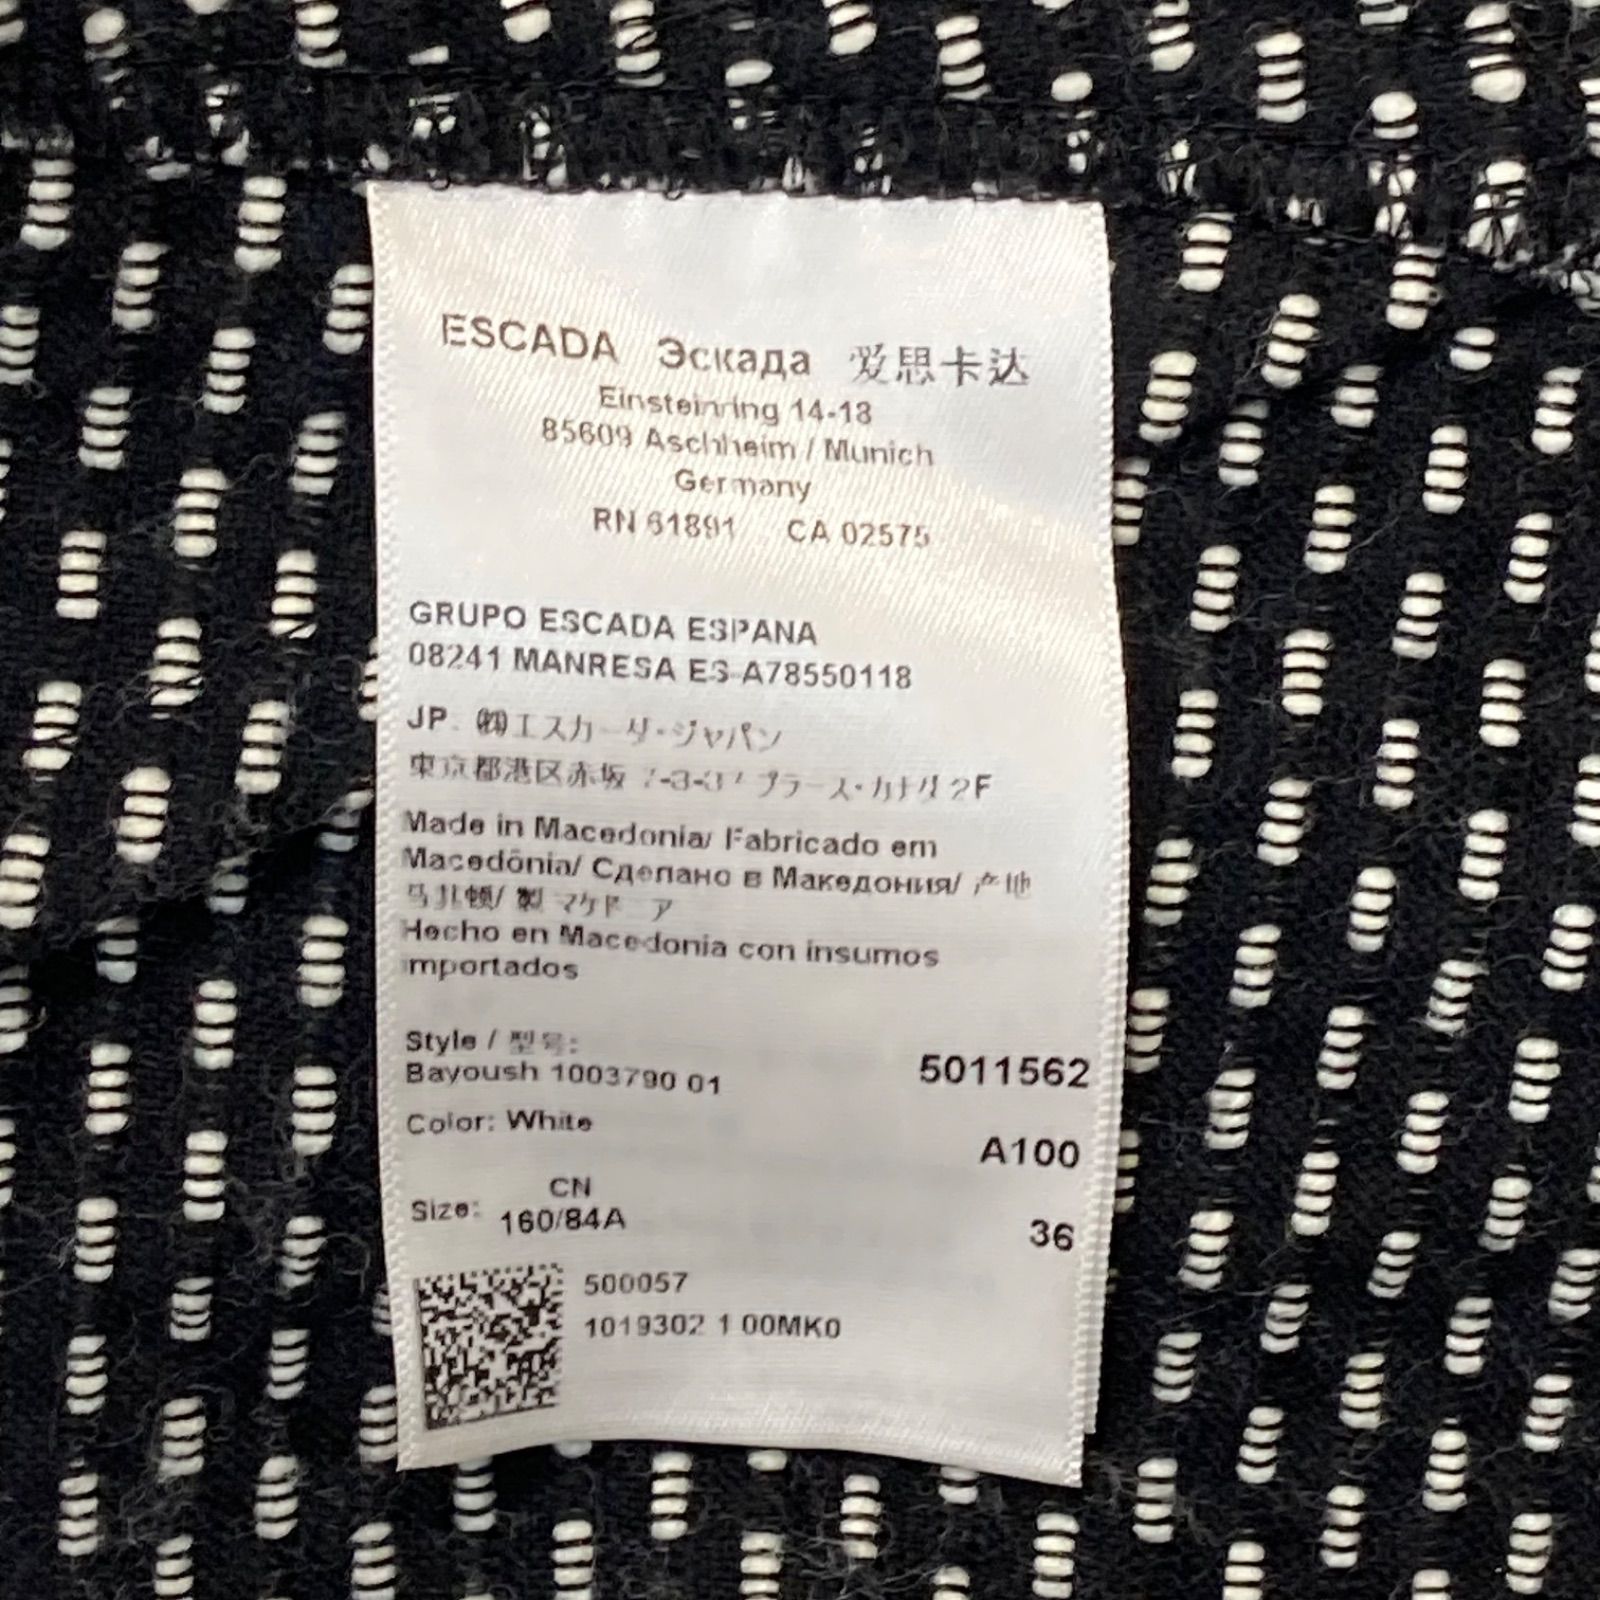 ESCADA Эскада 爱思卡达
Einsteinring 14-18
85609 Aschheim / Munich
Germany
RN 61891 CA 02575
GRUPO ESCADA ESPANA
08241 MANRESA ES-A78550118
JP. ㈱エスカーダ・ジャパン
東京都港区赤坂 プラース・カナダ 2F
Made in Macedonia/ Fabricado em
Macedônia/ Сделано в Македония/ 产地
马其顿/ 製 マケドニア
Hecho en Macedonia con insumos
importados
Style / 型号:
Bayoush 1003790 01 5011562
Color: White A100
CN
Size: 160/84A 36
500057
1019302 1 00MK0